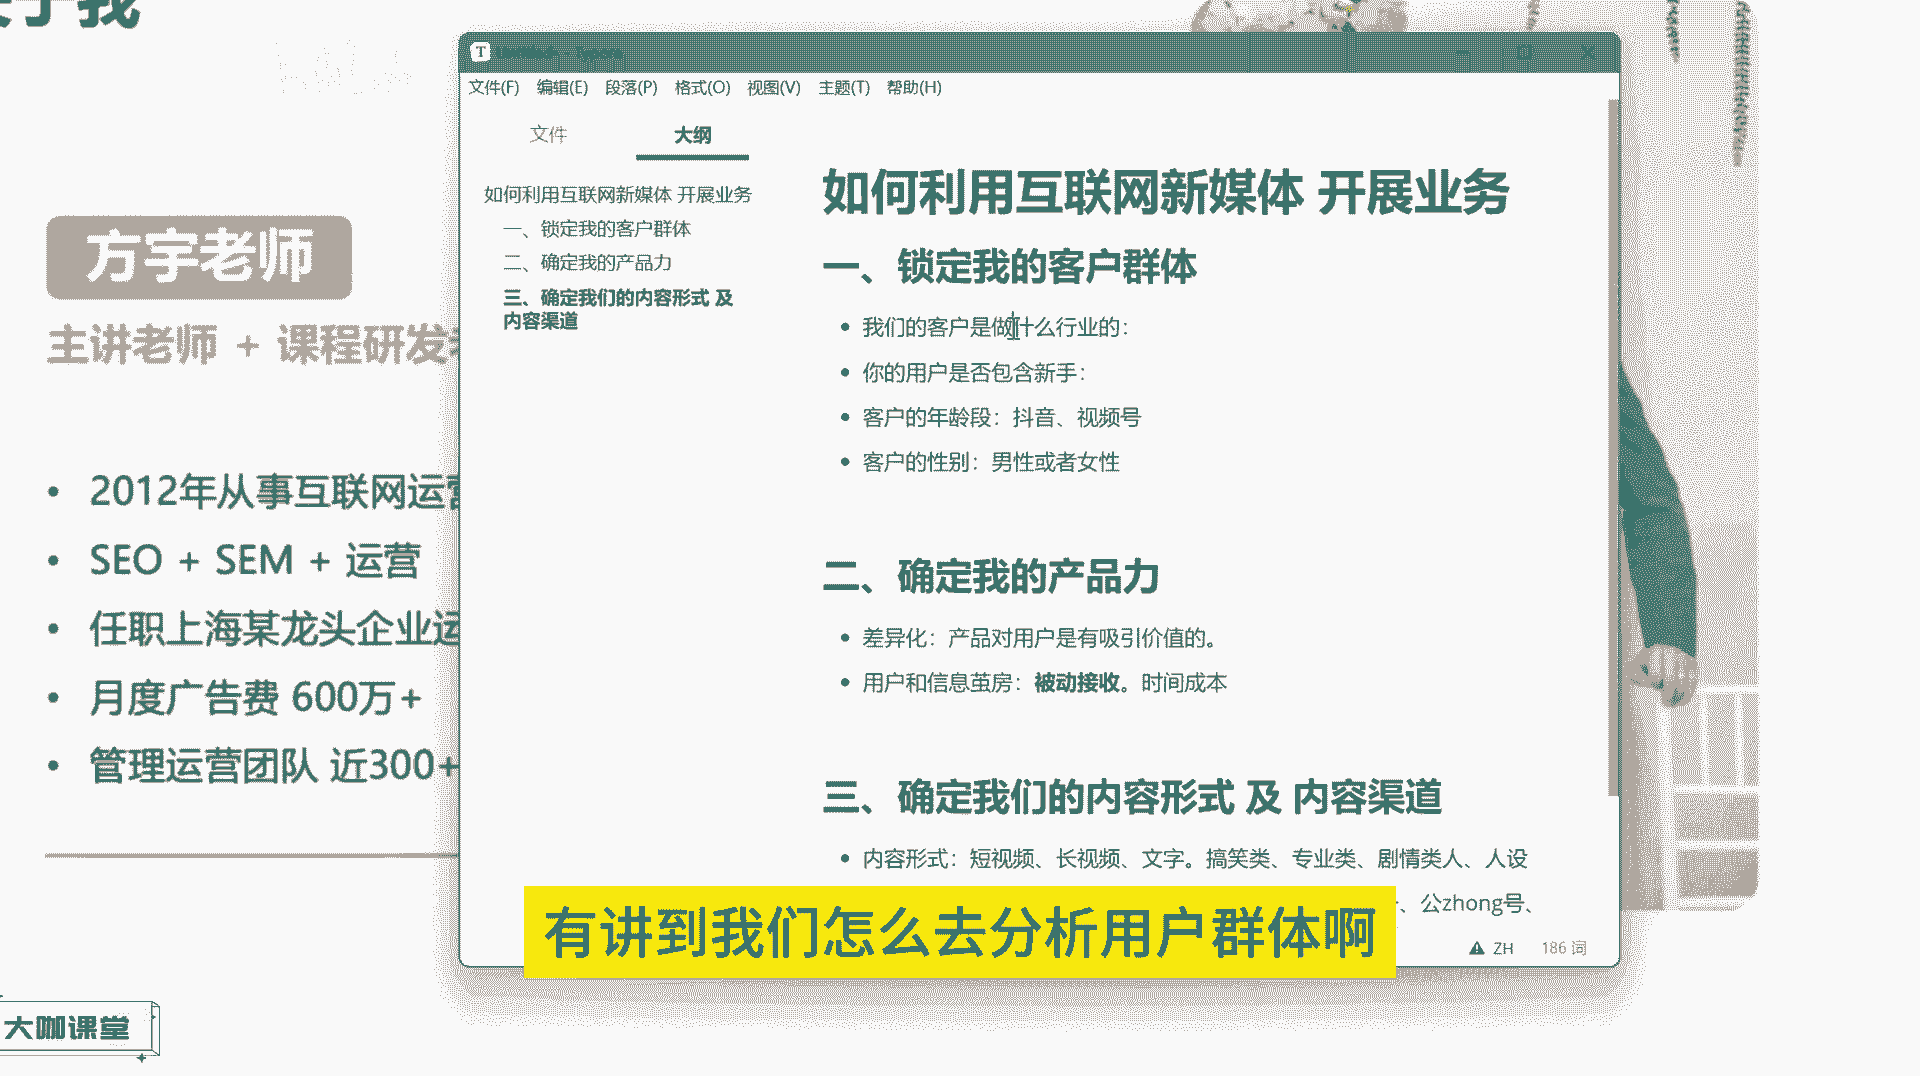 方宇老师
主讲老师 + 课程研发
2012年从事互联网运营
SEO + SEM + 运营
任职上海某龙头企业运
月度广告费 600万+
管理运营团队 近300+
大咖课堂
文件(F) 编辑(E) 段落(P) 格式(O) 视图(V) 主题(T) 帮助(H)
文件 大纲
如何利用互联网新媒体 开展业务
一、锁定我的客户群体
二、确定我的产品力
三、确定我们的内容形式 及
内容渠道
如何利用互联网新媒体 开展业务
一、锁定我的客户群体
我们的客户是做什么行业的：
你的用户是否包含新手：
客户的年龄段：抖音、视频号
客户的性别：男性或者女性
二、确定我的产品力
差异化：产品对用户是有吸引价值的。
用户和信息茧房：被动接收。时间成本
三、确定我们的内容形式 及 内容渠道
内容形式：短视频、长视频、文字。搞笑类、专业类、剧情类人、人设
、公zhong号、
ZH 186 词
有讲到我们怎么去分析用户群体啊